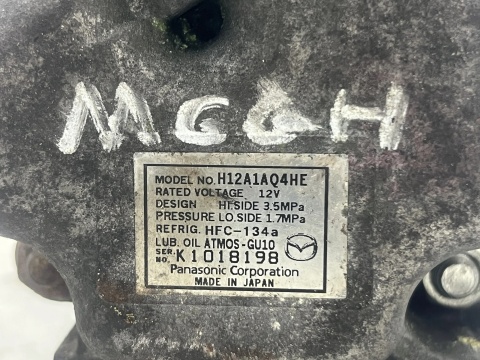 MGGH
MODEL NO. H12A1AQ4HE
RATED VOLTAGE 12V
DESIGN HI.SIDE 3.5MPa
PRESSURE LO.SIDE 1.7MPa
REFRIG. HFC-134a
LUB. OIL ATMOS-GU10
SER. NO. K1018198
Panasonic Corporation
MADE IN JAPAN